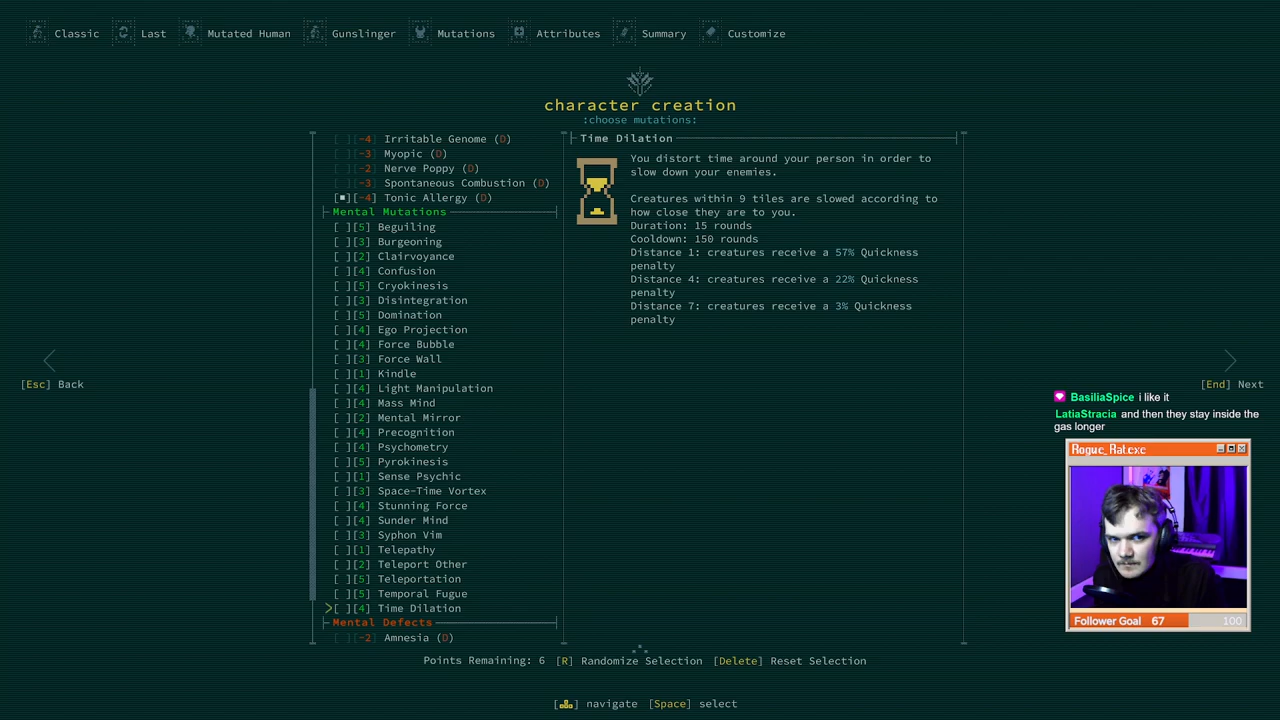 Classic Last Mutated Human Gunslinger Mutations Attributes Summary Customize
character creation
:choose mutations:
[ ][-4] Irritable Genome (D)
[ ][-3] Myopic (D)
[ ][-2] Nerve Poppy (D)
[ ][-3] Spontaneous Combustion (D)
[■][-4] Tonic Allergy (D)
Mental Mutations
[ ][5] Beguiling
[ ][3] Burgeoning
[ ][2] Clairvoyance
[ ][4] Confusion
[ ][5] Cryokinesis
[ ][3] Disintegration
[ ][5] Domination
[ ][4] Ego Projection
[ ][4] Force Bubble
[ ][3] Force Wall
[ ][1] Kindle
[ ][4] Light Manipulation
[ ][4] Mass Mind
[ ][2] Mental Mirror
[ ][4] Precognition
[ ][4] Psychometry
[ ][5] Pyrokinesis
[ ][1] Sense Psychic
[ ][3] Space-Time Vortex
[ ][4] Stunning Force
[ ][4] Sunder Mind
[ ][3] Syphon Vim
[ ][1] Telepathy
[ ][2] Teleport Other
[ ][5] Teleportation
[ ][5] Temporal Fugue
>[ ][4] Time Dilation
Mental Defects
[ ][-2] Amnesia (D)
Time Dilation
You distort time around your person in order to
slow down your enemies.
Creatures within 9 tiles are slowed according to
how close they are to you.
Duration: 15 rounds
Cooldown: 150 rounds
Distance 1: creatures receive a 57% Quickness
penalty
Distance 4: creatures receive a 22% Quickness
penalty
Distance 7: creatures receive a 3% Quickness
penalty
[Esc] Back
[End] Next
BasiliaSpice i like it
LatiaStracia and then they stay inside the
gas longer
Rogue_Rat.exe
Follower Goal 67 100
Points Remaining: 6 [R] Randomize Selection [Delete] Reset Selection
navigate [Space] select